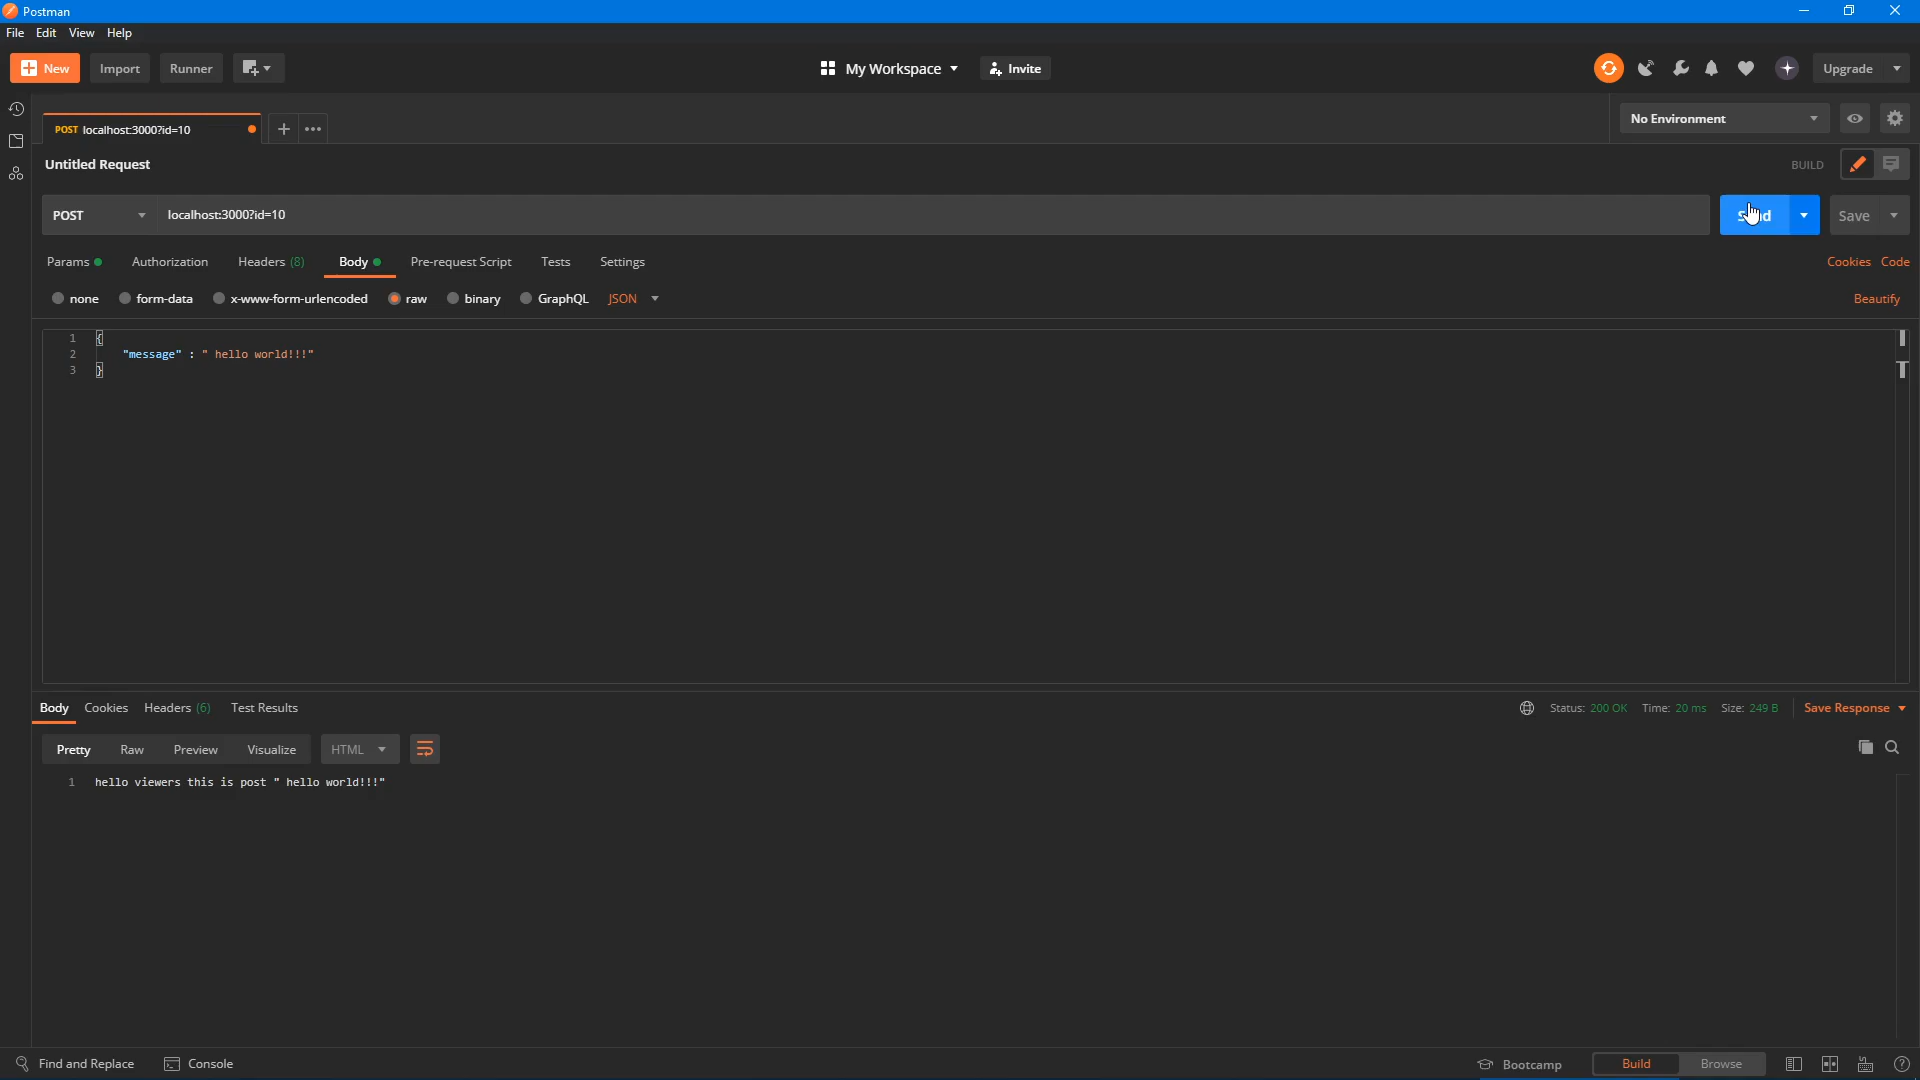 Postman
File Edit View Help
New Import Runner My Workspace Invite Upgrade
POST localhost:3000?id=10 No Environment
Untitled Request BUILD
POST localhost:3000?id=10 Save
Params Authorization Headers (8) Body Pre-request Script Tests Settings Cookies Code
none form-data x-www-form-urlencoded raw binary GraphQL JSON Beautify
1 {
2 "message" : " hello world!!!"
3 }
Body Cookies Headers (6) Test Results Status: 200 OK Time: 20 ms Size: 249 B Save Response
Pretty Raw Preview Visualize HTML
1 hello viewers this is post " hello world!!!"
Find and Replace Console Bootcamp Build Browse